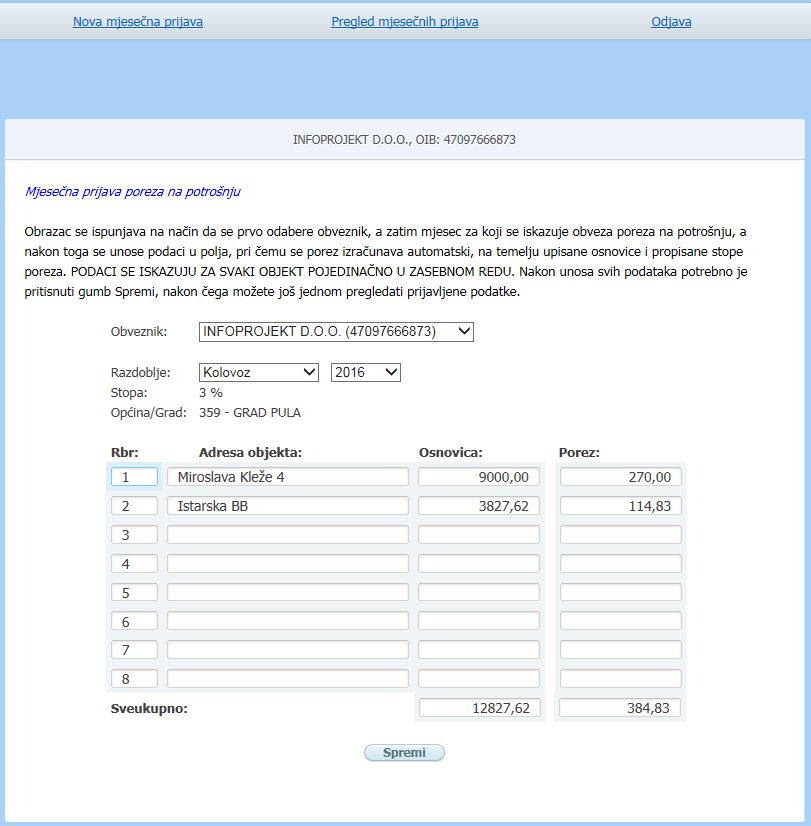 Nova mjesečna prijava Pregled mjesečnih prijava Odjava
INFOPROJEKT D.O.O., OIB: 47097666873
Mjesečna prijava poreza na potrošnju
Obrazac se ispunjava na način da se prvo odabere obveznik, a zatim mjesec za koji se iskazuje obveza poreza na potrošnju, a
nakon toga se unose podaci u polja, pri čemu se porez izračunava automatski, na temelju upisane osnovice i propisane stope
poreza. PODACI SE ISKAZUJU ZA SVAKI OBJEKT POJEDINAČNO U ZASEBNOM REDU. Nakon unosa svih podataka potrebno je
pritisnuti gumb Spremi, nakon čega možete još jednom pregledati prijavljene podatke.
Obveznik: INFOPROJEKT D.O.O. (47097666873)
Razdoblje: Kolovoz 2016
Stopa: 3 %
Općina/Grad: 359 - GRAD PULA
Rbr: Adresa objekta: Osnovica: Porez:
1 Miroslava Kleže 4 9000,00 270,00
2 Istarska BB 3827,62 114,83
3
4
5
6
7
8
Sveukupno: 12827,62 384,83
Spremi